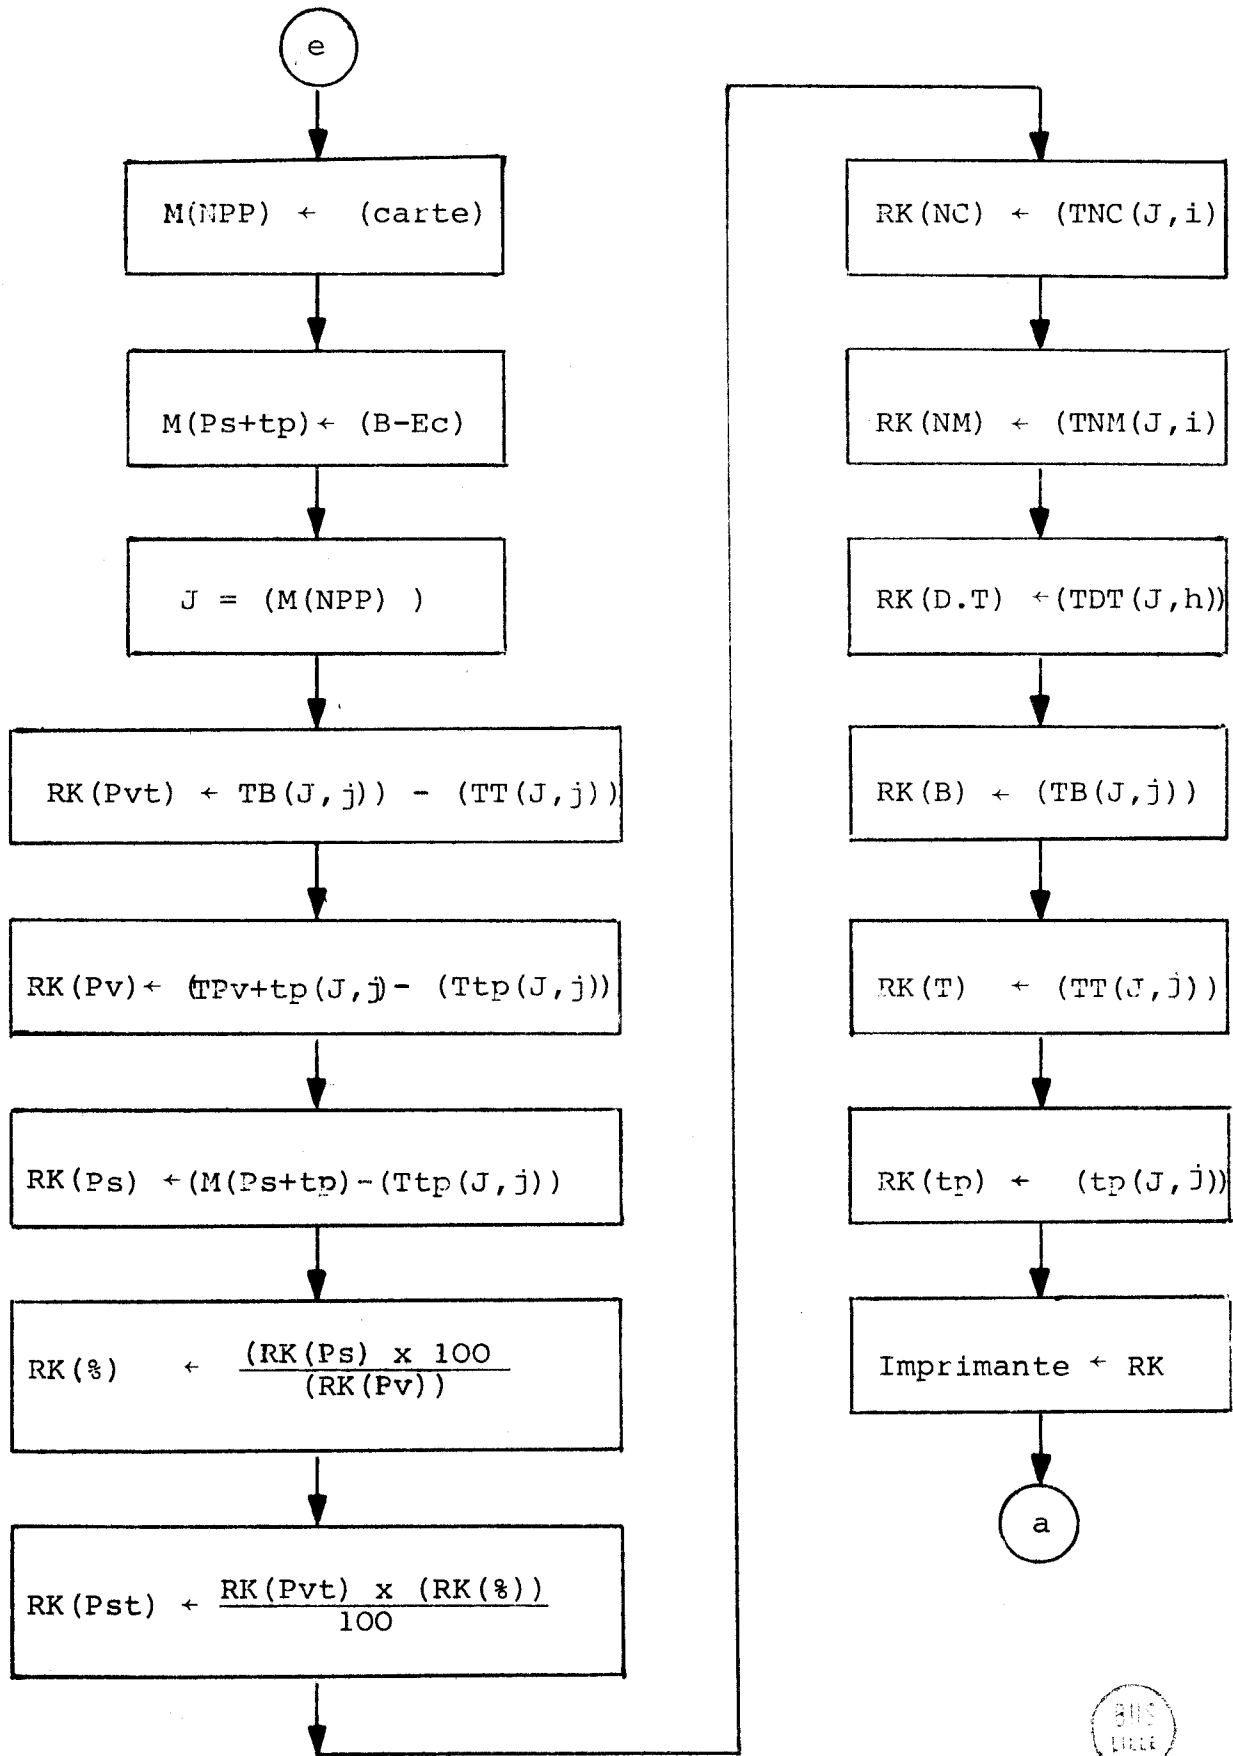 e
M(NPP) ← (carte)
M(Ps+tp) ← (B-Ec)
J = (M(NPP) )
RK(Pvt) ← TB(J,j)) - (TT(J,j))
RK(Pv) ← (TPv+tp(J,j) - (Ttp(J,j))
RK(Ps) ← (M(Ps+tp)-(Ttp(J,j))
RK(%) ← (RK(Ps) x 100
(RK(Pv))
RK(Pst) ← RK(Pvt) x (RK(%))
100
RK(NC) ← (TNC(J,i)
RK(NM) ← (TNM(J,i)
RK(D.T) ← (TDT(J,h))
RK(B) ← (TB(J,j))
RK(T) ← (TT(J,j))
RK(tp) ← (tp(J,j))
Imprimante ← RK
a
BUS
LILLE